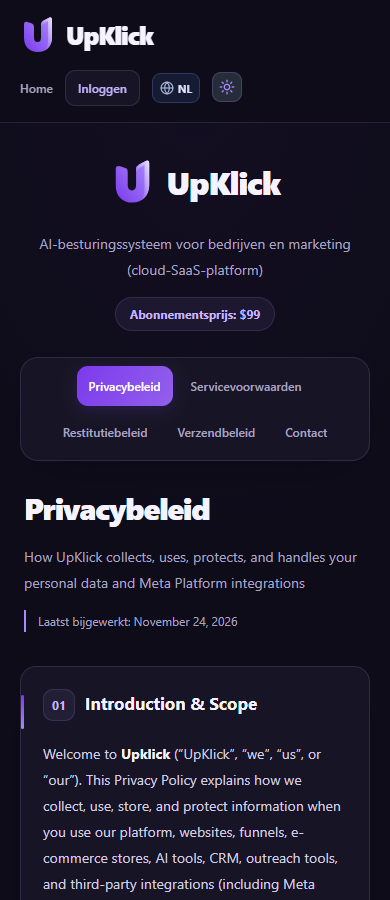 UpKlick
Home
Inloggen
NL
UpKlick
AI-besturingssysteem voor bedrijven en marketing
(cloud-SaaS-platform)
Abonnementsprijs: $99
Privacybeleid
Servicevoorwaarden
Restitutiebeleid
Verzendbeleid
Contact
Privacybeleid
How UpKlick collects, uses, protects, and handles your
personal data and Meta Platform integrations
Laatst bijgewerkt: November 24, 2026
01
Introduction & Scope
Welcome to Upklick (“UpKlick”, “we”, “us”, or
“our”). This Privacy Policy explains how we
collect, use, store, and protect information when
you use our platform, websites, funnels, e-
commerce stores, AI tools, CRM, outreach tools,
and third-party integrations (including Meta